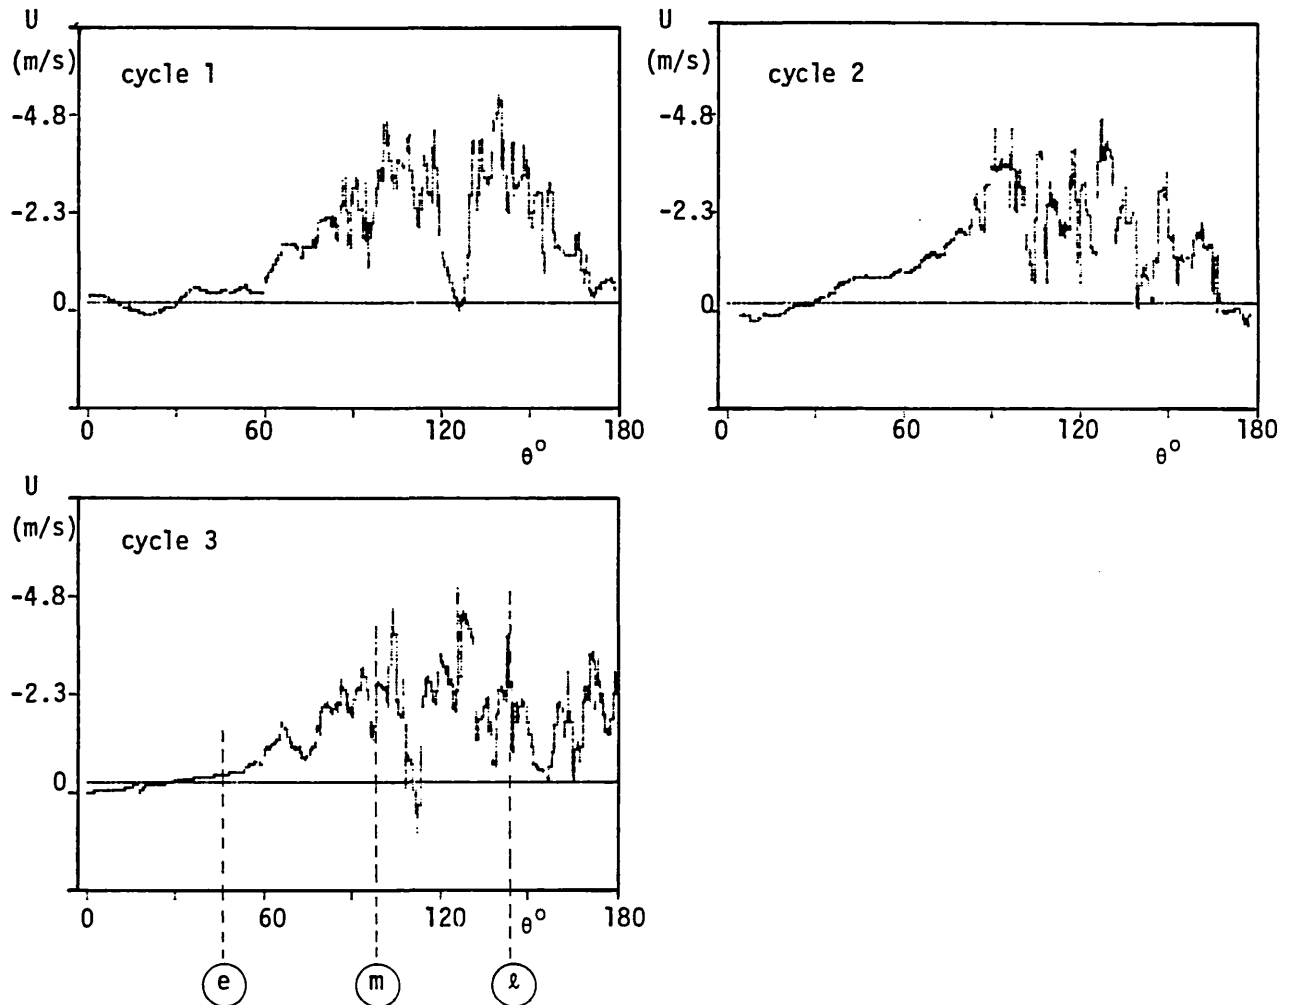 U
(m/s)
cycle 1
-4.8
-2.3
0
0 60 120 180
θ°
U
(m/s)
cycle 2
-4.8
-2.3
0
0 60 120 180
θ°
U
(m/s)
cycle 3
-4.8
-2.3
0
0 60 120 θ° 180
e m ℓ